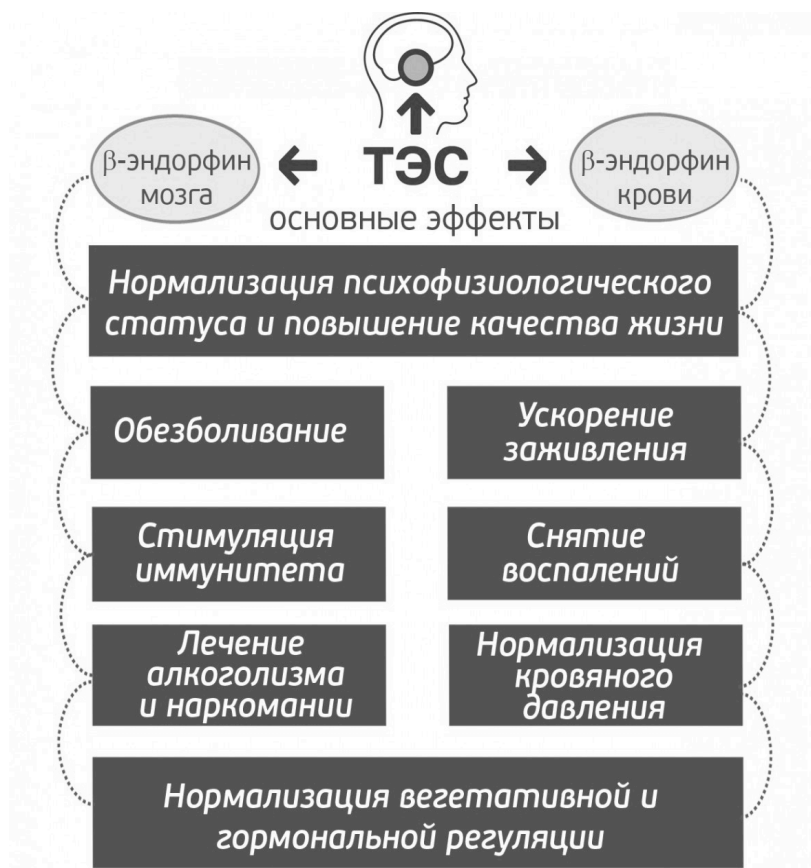 β-эндорфин
мозга
ТЭС
β-эндорфин
крови
основные эффекты
Нормализация психофизиологического
статуса и повышение качества жизни
Обезболивание
Ускорение
заживления
Стимуляция
иммунитета
Снятие
воспалений
Лечение
алкоголизма
и наркомании
Нормализация
кровяного
давления
Нормализация вегетативной и
гормональной регуляции